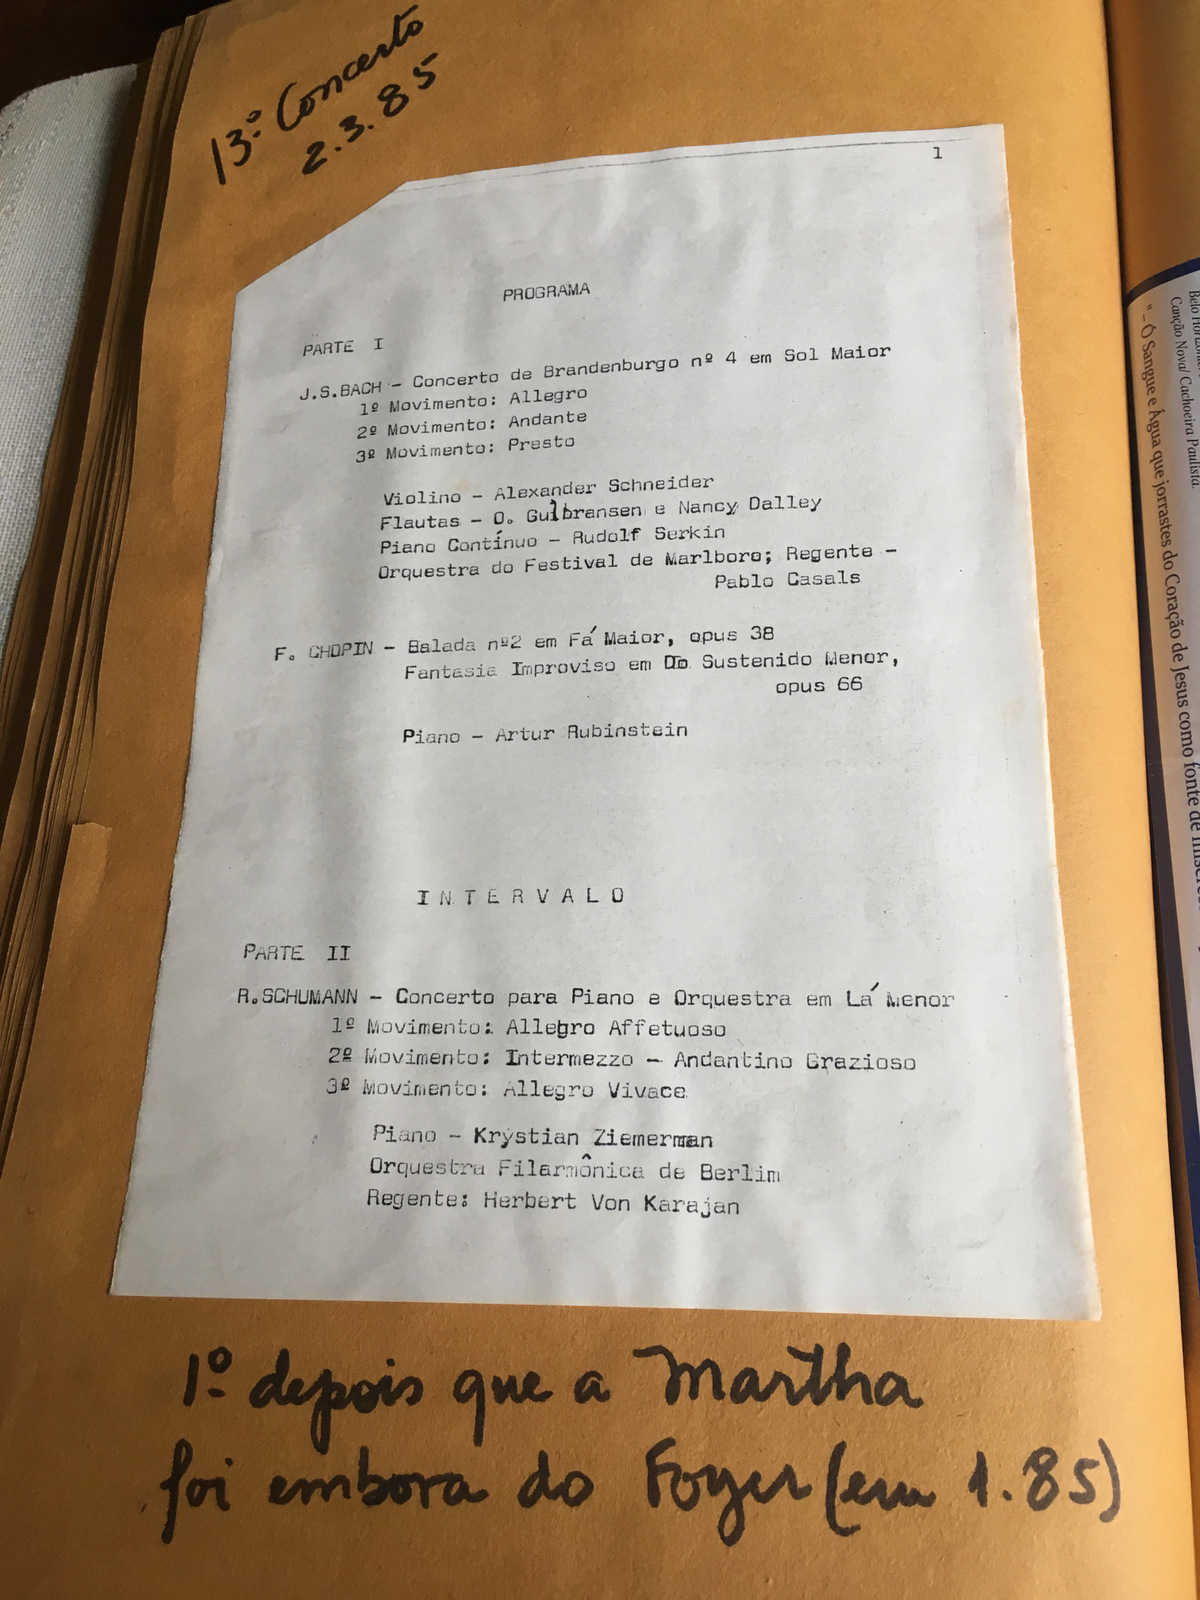 13º Concerto
2.3.85
1
PROGRAMA
PARTE I
J.S.BACH - Concerto de Brandenburgo nº 4 em Sol Maior
1º Movimento: Allegro
2º Movimento: Andante
3º Movimento: Presto
Violino - Alexander Schneider
Flautas - O. Gulbransen e Nancy Dalley
Piano Contínuo - Rudolf Serkin
Orquestra do Festival de Marlboro; Regente -
Pablo Casals
F. CHOPIN - Balada nº2 em Fá Maior, opus 38
Fantasia Improviso em Do Sustenido Menor,
opus 66
Piano - Artur Rubinstein
INTERVALO
PARTE II
R.SCHUMANN - Concerto para Piano e Orquestra em Lá Menor
1º Movimento: Allegro Affetuoso
2º Movimento: Intermezzo - Andantino Grazioso
3º Movimento: Allegro Vivace
Piano - Krystian Ziemerman
Orquestra Filarmônica de Berlim
Regente: Herbert Von Karajan
1º depois que a Martha
foi embora do Foyer (em 1.85)
Belo
Canção Nova/ Cachoeira Paulista.
"- Ó Sangue e Água que jorrastes do Coração de Jesus como fonte de